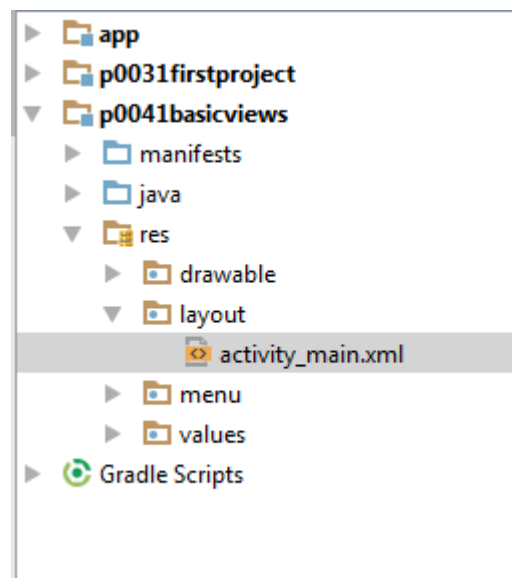 app
p0031firstproject
p0041basicviews
manifests
java
res
drawable
layout
activity_main.xml
menu
values
Gradle Scripts